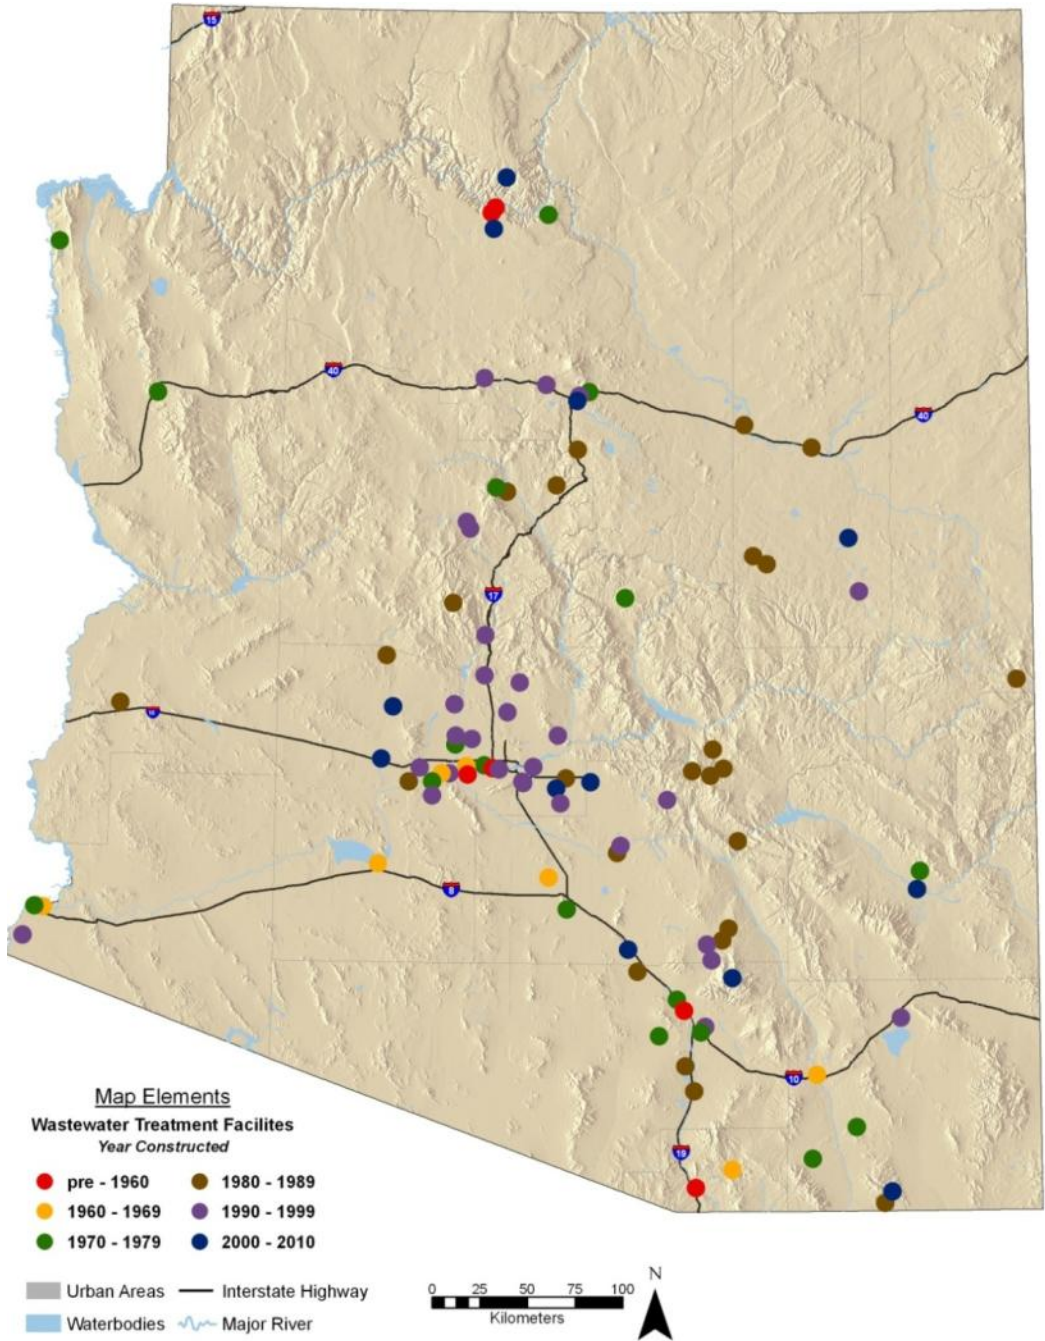 15
40
40
17
10
8
10
19
Map Elements
Wastewater Treatment Facilites
Year Constructed
pre - 1960
1980 - 1989
1960 - 1969
1990 - 1999
1970 - 1979
2000 - 2010
Urban Areas
Interstate Highway
Waterbodies
Major River
0 25 50 75 100
Kilometers
N